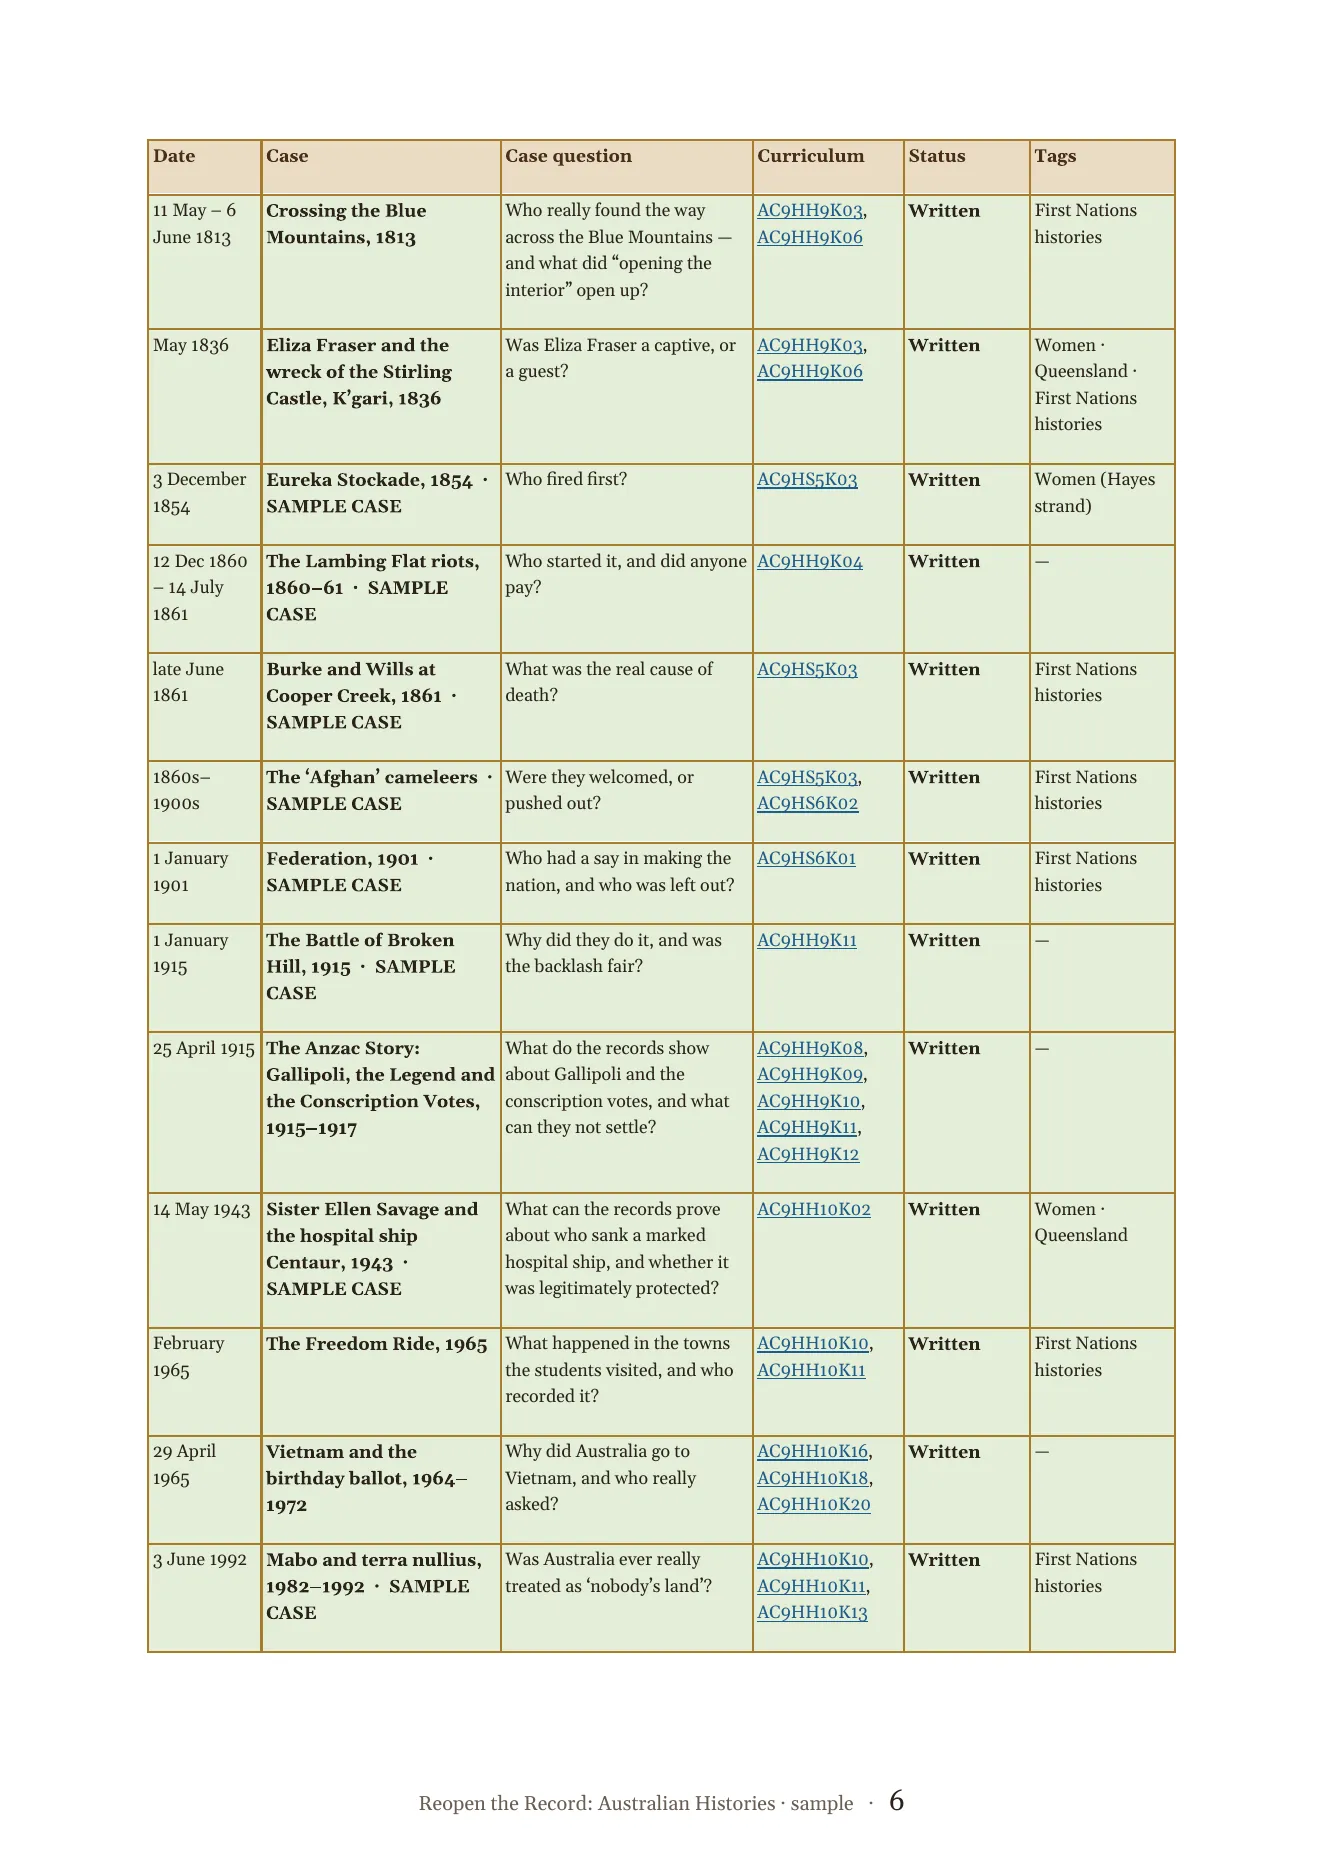 Date Case Case question Curriculum Status Tags
11 May – 6 June 1813 Crossing the Blue Mountains, 1813 Who really found the way across the Blue Mountains — and what did “opening the interior” open up? AC9HH9K03, AC9HH9K06 Written First Nations histories
May 1836 Eliza Fraser and the wreck of the Stirling Castle, K’gari, 1836 Was Eliza Fraser a captive, or a guest? AC9HH9K03, AC9HH9K06 Written Women · Queensland · First Nations histories
3 December 1854 Eureka Stockade, 1854 · SAMPLE CASE Who fired first? AC9HS5K03 Written Women (Hayes strand)
12 Dec 1860 – 14 July 1861 The Lambing Flat riots, 1860–61 · SAMPLE CASE Who started it, and did anyone pay? AC9HH9K04 Written —
late June 1861 Burke and Wills at Cooper Creek, 1861 · SAMPLE CASE What was the real cause of death? AC9HS5K03 Written First Nations histories
1860s–1900s The ‘Afghan’ cameleers · SAMPLE CASE Were they welcomed, or pushed out? AC9HS5K03, AC9HS6K02 Written First Nations histories
1 January 1901 Federation, 1901 · SAMPLE CASE Who had a say in making the nation, and who was left out? AC9HS6K01 Written First Nations histories
1 January 1915 The Battle of Broken Hill, 1915 · SAMPLE CASE Why did they do it, and was the backlash fair? AC9HH9K11 Written —
25 April 1915 The Anzac Story: Gallipoli, the Legend and the Conscription Votes, 1915–1917 What do the records show about Gallipoli and the conscription votes, and what can they not settle? AC9HH9K08, AC9HH9K09, AC9HH9K10, AC9HH9K11, AC9HH9K12 Written —
14 May 1943 Sister Ellen Savage and the hospital ship Centaur, 1943 · SAMPLE CASE What can the records prove about who sank a marked hospital ship, and whether it was legitimately protected? AC9HH10K02 Written Women · Queensland
February 1965 The Freedom Ride, 1965 What happened in the towns the students visited, and who recorded it? AC9HH10K10, AC9HH10K11 Written First Nations histories
29 April 1965 Vietnam and the birthday ballot, 1964–1972 Why did Australia go to Vietnam, and who really asked? AC9HH10K16, AC9HH10K18, AC9HH10K20 Written —
3 June 1992 Mabo and terra nullius, 1982–1992 · SAMPLE CASE Was Australia ever really treated as ‘nobody’s land’? AC9HH10K10, AC9HH10K11, AC9HH10K13 Written First Nations histories
Reopen the Record: Australian Histories · sample · 6